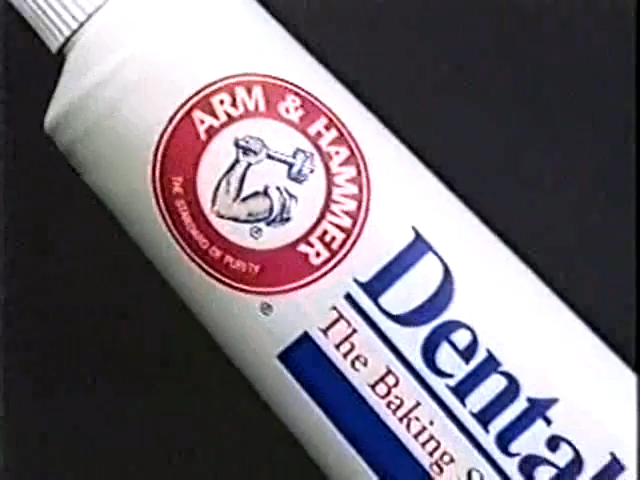 ARM & HAMMER
THE STANDARD OF PURITY
®
®
Dental
The Baking